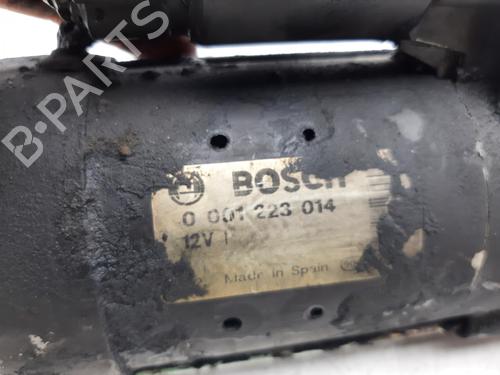 B-PARTS
BOSCH
0 001 223 014
12V
Made in Spain